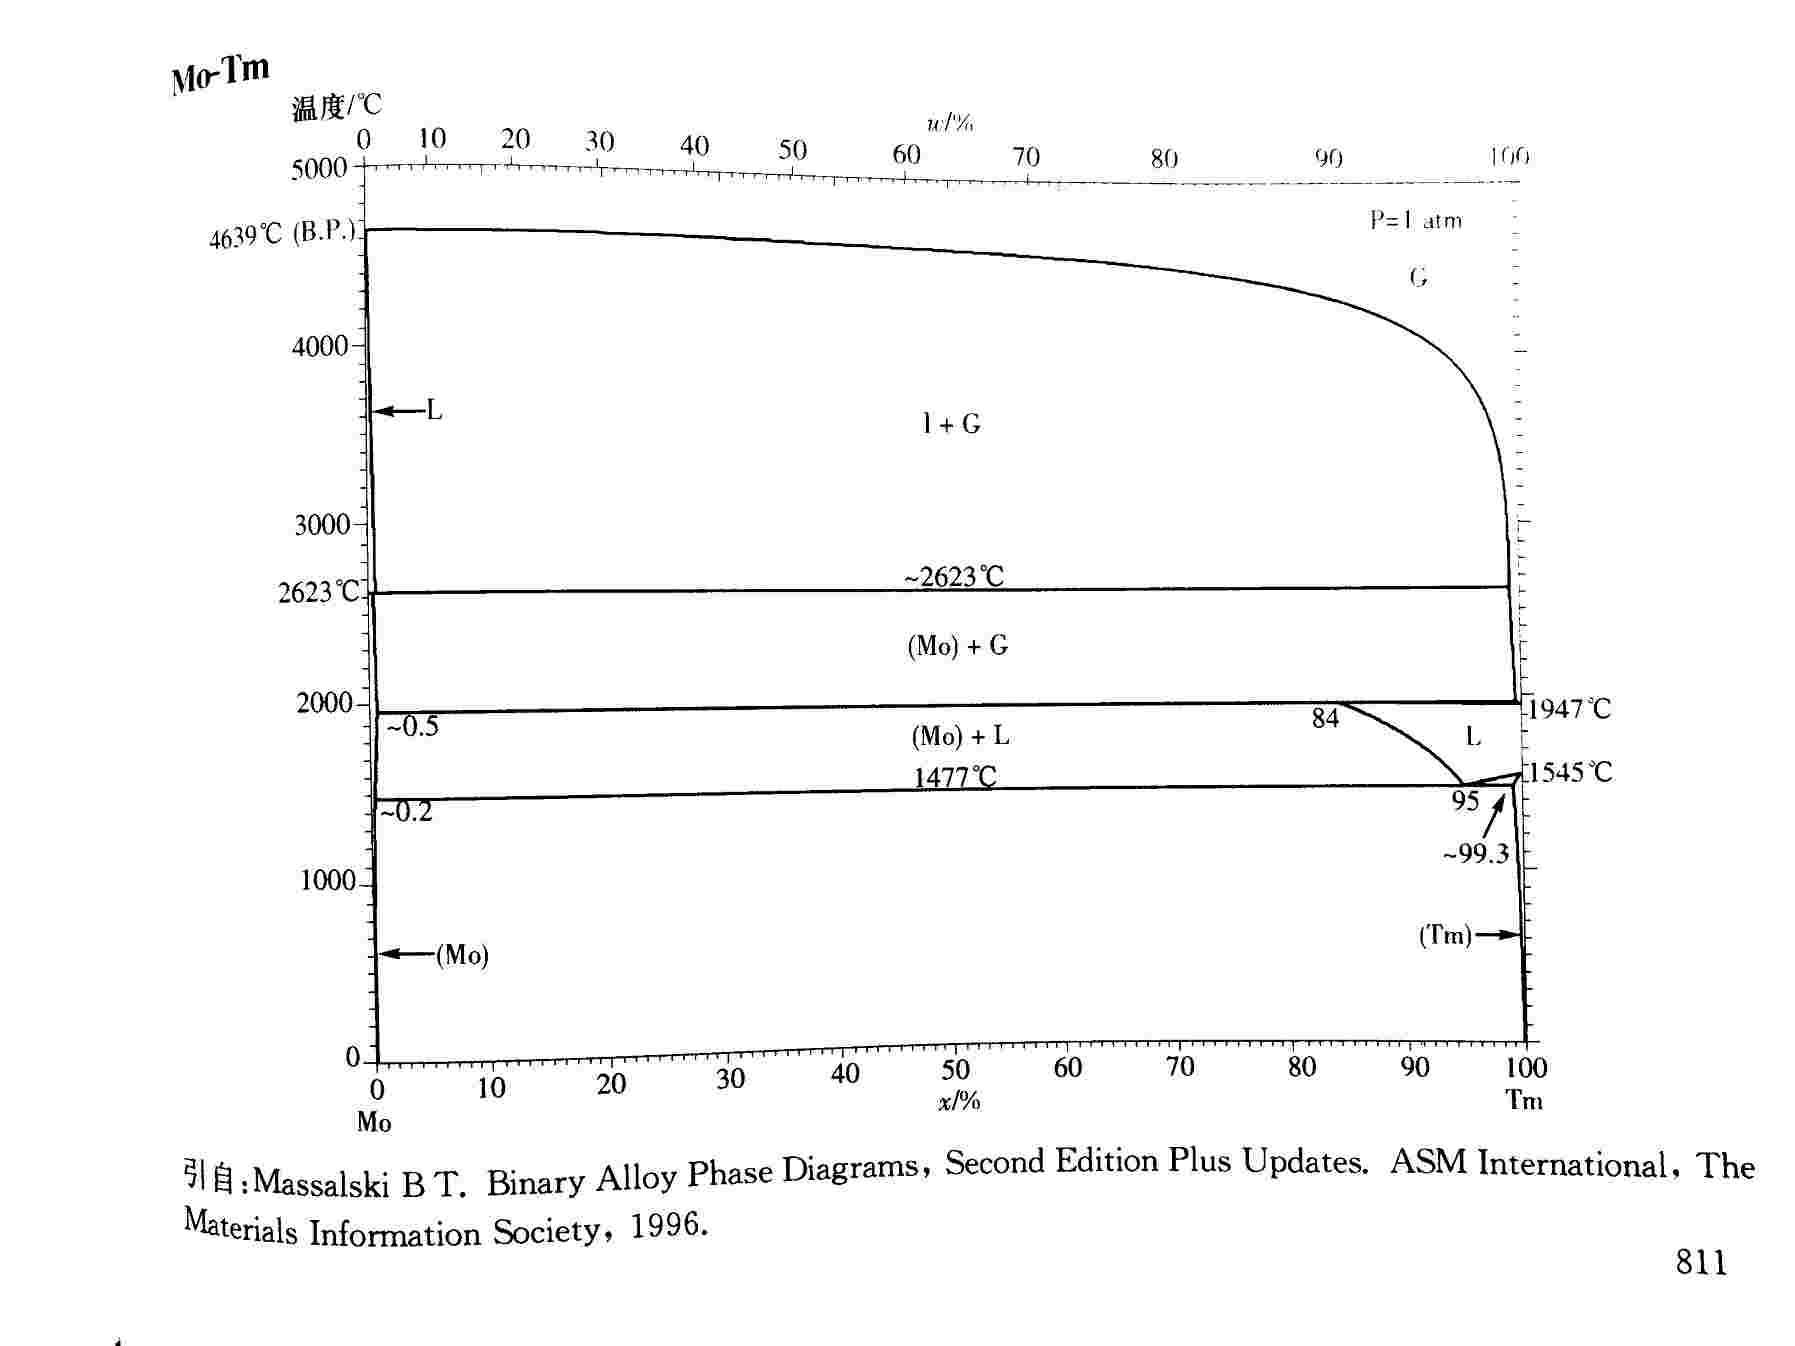 Mo-Tm
温度/℃
w/%
0 10 20 30 40 50 60 70 80 90 100
5000
P=1 atm
4639℃ (B.P.)
G
4000
L
l + G
3000
~2623℃
2623℃
(Mo) + G
2000
1947℃
~0.5
84
(Mo) + L
L
1477℃
1545℃
~0.2
95
~99.3
1000
(Tm)
(Mo)
0
0 10 20 30 40 50 60 70 80 90 100
Mo
x/%
Tm
引自:Massalski B T. Binary Alloy Phase Diagrams, Second Edition Plus Updates. ASM International, The
Materials Information Society, 1996.
811